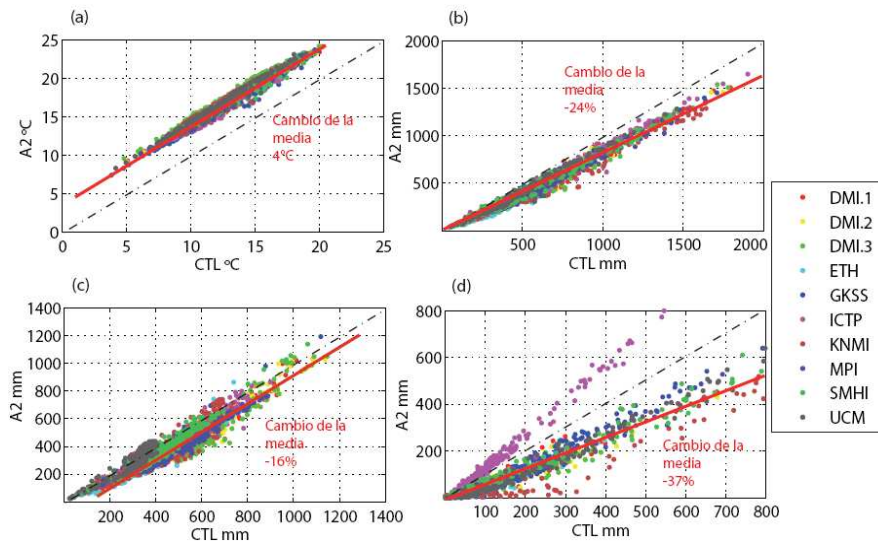 (a)
25
20
15
10
5
0
A2 ºC
Cambio de la
media
4ºC
0
5
10
15
20
25
CTL ºC
(b)
2000
1500
1000
500
A2 mm
Cambio de la
media
-24%
500
1000
1500
2000
CTL mm
(c)
1400
1200
1000
800
600
400
200
A2 mm
Cambio de la
media
-16%
200
400
600
800
1000
1200
1400
CTL mm
(d)
800
600
400
200
A2 mm
Cambio de la
media
-37%
100
200
300
400
500
600
700
800
CTL mm
DMI.1
DMI.2
DMI.3
ETH
GKSS
ICTP
KNMI
MPI
SMHI
UCM